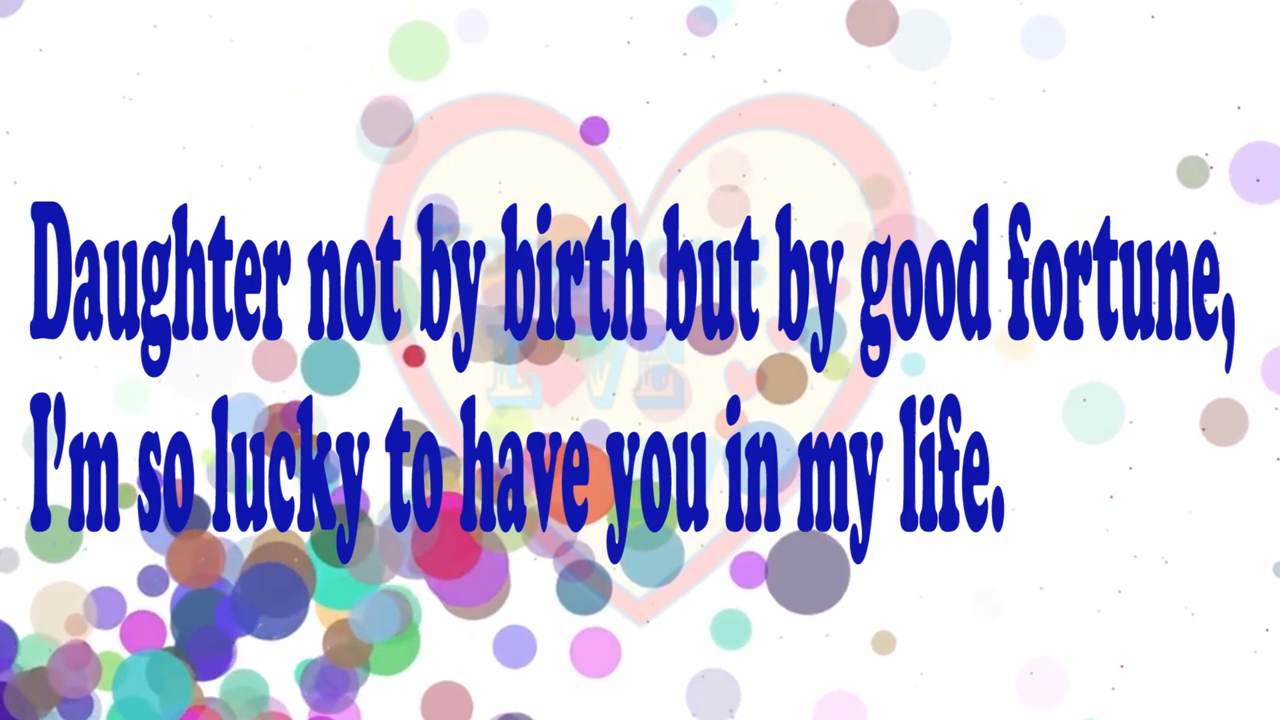 Daughter not by birth but by good fortune,
I'm so lucky to have you in my life.